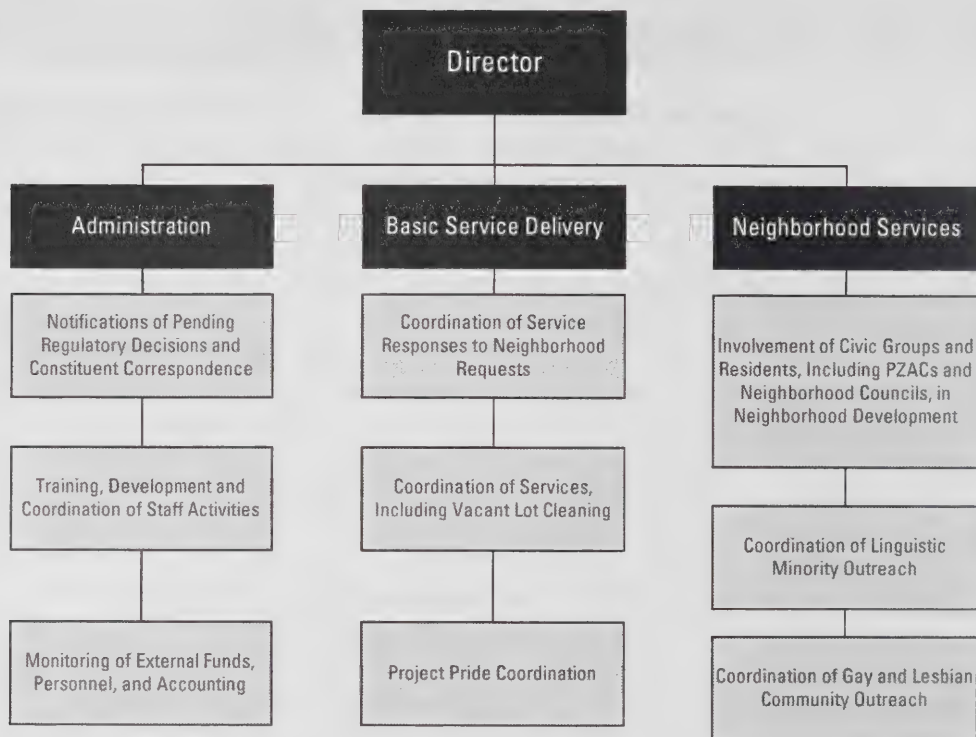 Director
Administration
Basic Service Delivery
Neighborhood Services
Notifications of Pending
Regulatory Decisions and
Constituent Correspondence
Coordination of Service
Responses to Neighborhood
Requests
Involvement of Civic Groups and
Residents, Including PZACs and
Neighborhood Councils, in
Neighborhood Development
Training, Development and
Coordination of Staff Activities
Coordination of Services,
Including Vacant Lot Cleaning
Coordination of Linguistic
Minority Outreach
Monitoring of External Funds,
Personnel, and Accounting
Project Pride Coordination
Coordination of Gay and Lesbian
Community Outreach